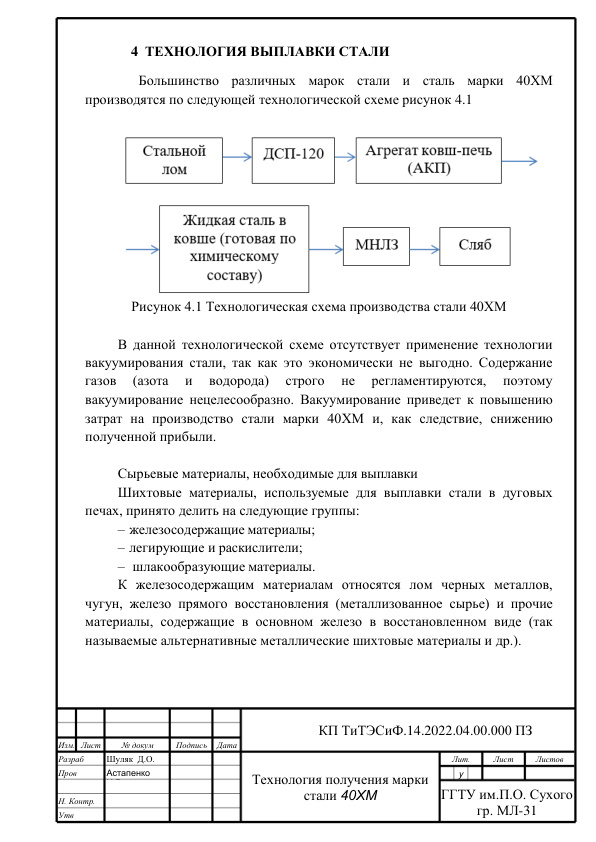 4 ТЕХНОЛОГИЯ ВЫПЛАВКИ СТАЛИ
Большинство различных марок стали и сталь марки 40ХМ
производятся по следующей технологической схеме рисунок 4.1
Стальной
лом
ДСП-120
Агрегат ковш-печь
(АКП)
Жидкая сталь в
ковше (готовая по
химическому
составу)
МНЛЗ
Сляб
Рисунок 4.1 Технологическая схема производства стали 40ХМ
В данной технологической схеме отсутствует применение технологии
вакуумирования стали, так как это экономически не выгодно. Содержание
газов (азота и водорода) строго не регламентируются, поэтому
вакуумирование нецелесообразно. Вакуумирование приведет к повышению
затрат на производство стали марки 40ХМ и, как следствие, снижению
полученной прибыли.
Сырьевые материалы, необходимые для выплавки
Шихтовые материалы, используемые для выплавки стали в дуговых
печах, принято делить на следующие группы:
– железосодержащие материалы;
– легирующие и раскислители;
– шлакообразующие материалы.
К железосодержащим материалам относятся лом черных металлов,
чугун, железо прямого восстановления (металлизованное сырье) и прочие
материалы, содержащие в основном железо в восстановленном виде (так
называемые альтернативные металлические шихтовые материалы и др.).
КП ТиТЭСиФ.14.2022.04.00.000 ПЗ
Изм. Лист № докум Подпись Дата
Разраб Шуляк Д.О.
Пров Астапенко
Н. Контр.
Утв
Технология получения марки
стали 40ХМ
Лит. Лист Листов
у
ГГТУ им.П.О. Сухого
гр. МЛ-31